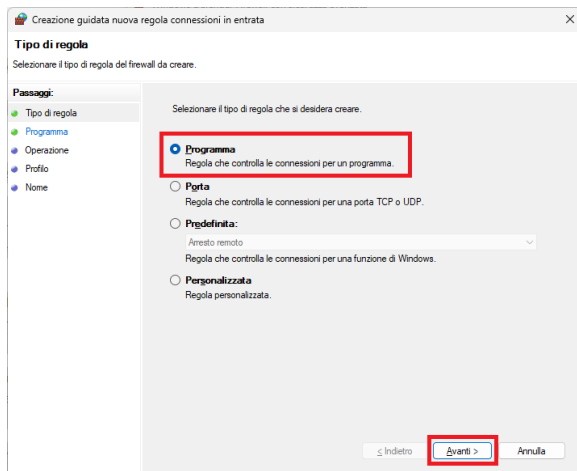 Creazione guidata nuova regola connessioni in entrata
Tipo di regola
Selezionare il tipo di regola del firewall da creare.
Passaggi:
Tipo di regola
Programma
Operazione
Profilo
Nome
Selezionare il tipo di regola che si desidera creare.
Programma
Regola che controlla le connessioni per un programma.
Porta
Regola che controlla le connessioni per una porta TCP o UDP.
Predefinita:
Arresto remoto
Regola che controlla le connessioni per una funzione di Windows.
Personalizzata
Regola personalizzata.
< Indietro
Avanti >
Annulla